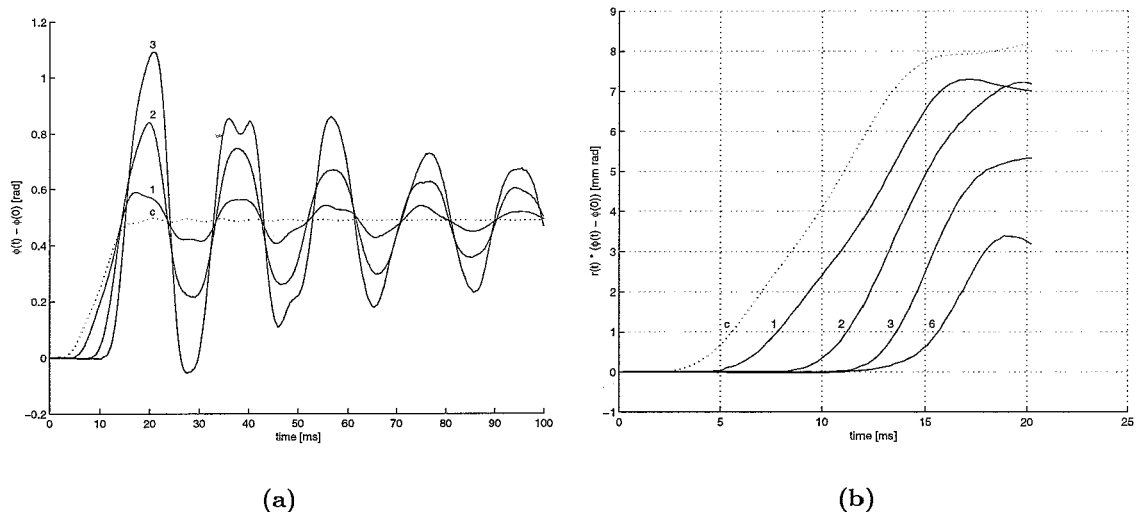 1.2
1
0.8
0.6
0.4
0.2
0
−0.2
φ(t) − φ(0) [rad]
3
2
1
c
0 10 20 30 40 50 60 70 80 90 100
time [ms]
(a)
9
8
7
6
5
4
3
2
1
0
−1
r(t) * (φ(t) − φ(0)) [mm rad]
c 1 2 3 6
0 5 10 15 20 25
time [ms]
(b)